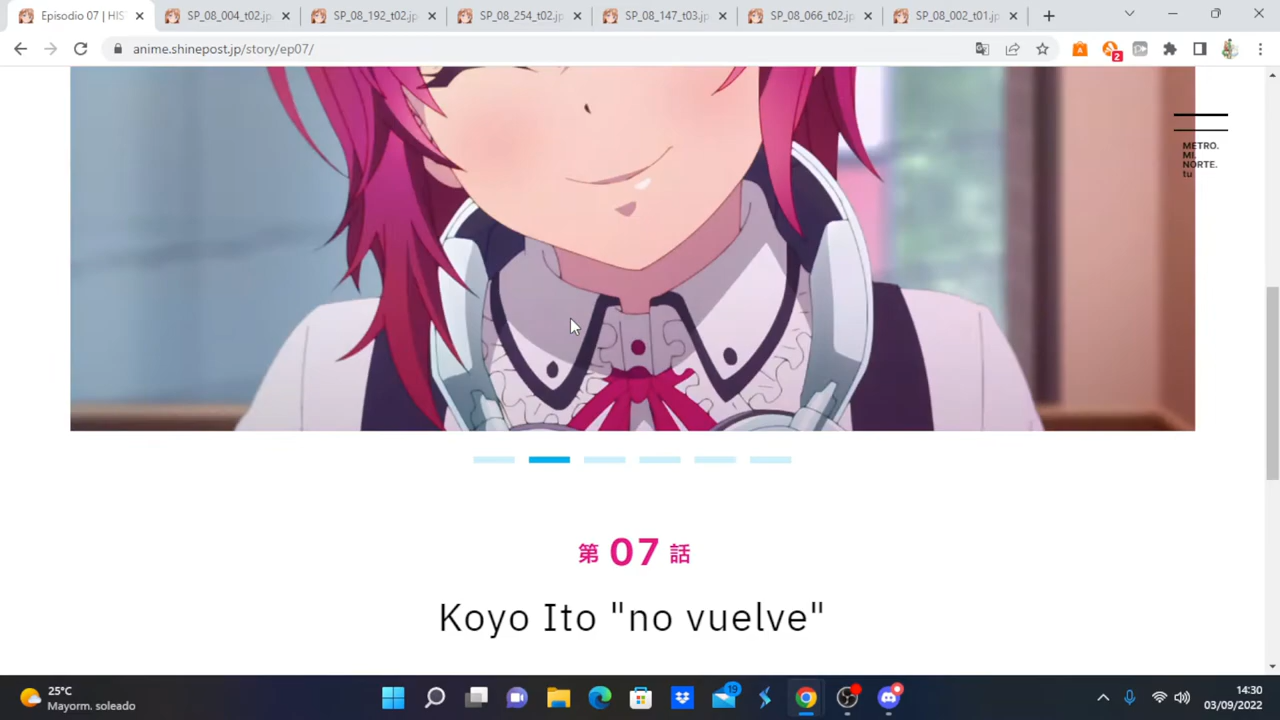 Episodio 07 | HIS
SP_08_004_t02.jp
SP_08_192_t02.jp
SP_08_254_t02.jp
SP_08_147_t03.jp
SP_08_066_t02.jp
SP_08_002_t01.j
anime.shinepost.jp/story/ep07/
2
METRO.
MI.
NORTE.
tu
第 07 話
Koyo Ito "no vuelve"
25°C
Mayorm. soleado
19
14:30
03/09/2022